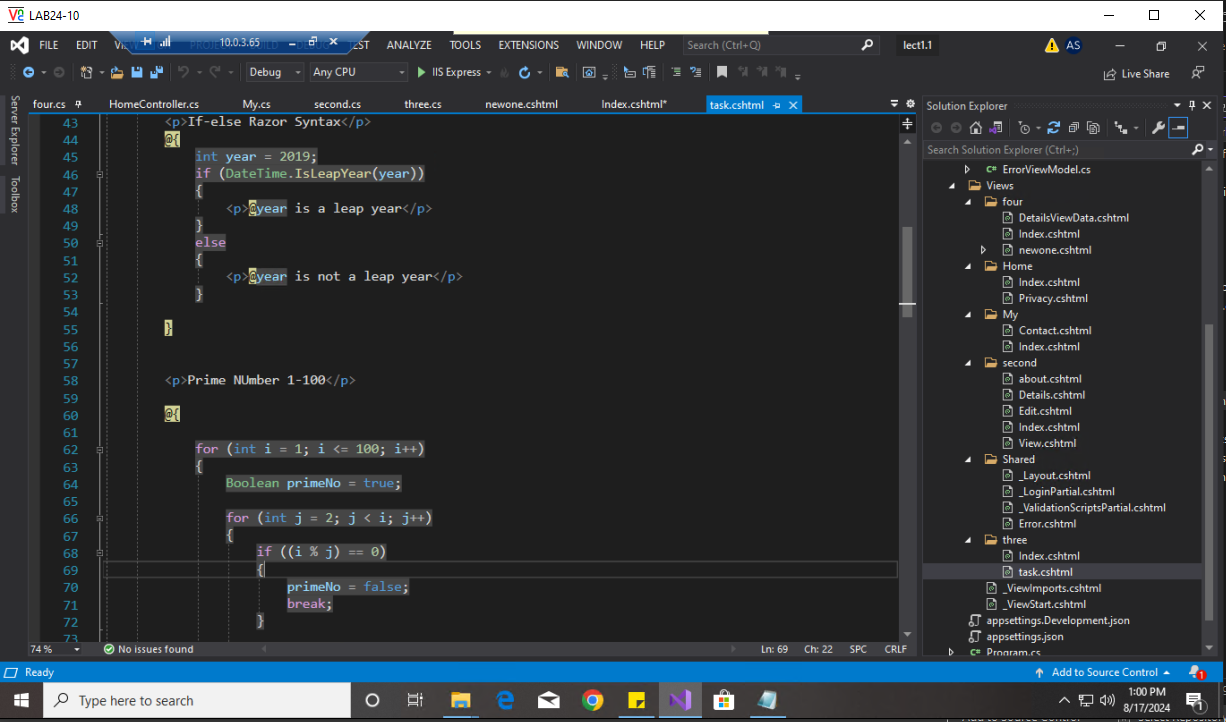 LAB24-10
FILE EDIT 10.0.3.65 ANALYZE TOOLS EXTENSIONS WINDOW HELP Search (Ctrl+Q) lect1.1 AS
Debug Any CPU IIS Express Live Share
four.cs HomeController.cs My.cs second.cs three.cs newone.cshtml Index.cshtml* task.cshtml
Server Explorer
Toolbox
43 <p>If-else Razor Syntax</p>
44 @{
45 int year = 2019;
46 if (DateTime.IsLeapYear(year))
47 {
48 <p>@year is a leap year</p>
49 }
50 else
51 {
52 <p>@year is not a leap year</p>
53 }
54
55 }
56
57
58 <p>Prime NUmber 1-100</p>
59
60 @{
61
62 for (int i = 1; i <= 100; i++)
63 {
64 Boolean primeNo = true;
65
66 for (int j = 2; j < i; j++)
67 {
68 if ((i % j) == 0)
69 {
70 primeNo = false;
71 break;
72 }
73
74 % No issues found Ln: 69 Ch: 22 SPC CRLF
Solution Explorer
Search Solution Explorer (Ctrl+;)
C# ErrorViewModel.cs
Views
four
DetailsViewData.cshtml
Index.cshtml
newone.cshtml
Home
Index.cshtml
Privacy.cshtml
My
Contact.cshtml
Index.cshtml
second
about.cshtml
Details.cshtml
Edit.cshtml
Index.cshtml
View.cshtml
Shared
_Layout.cshtml
_LoginPartial.cshtml
_ValidationScriptsPartial.cshtml
Error.cshtml
three
Index.cshtml
task.cshtml
_ViewImports.cshtml
_ViewStart.cshtml
appsettings.Development.json
appsettings.json
C# Program.cs
Ready Add to Source Control 1
Type here to search 1:00 PM
8/17/2024 1